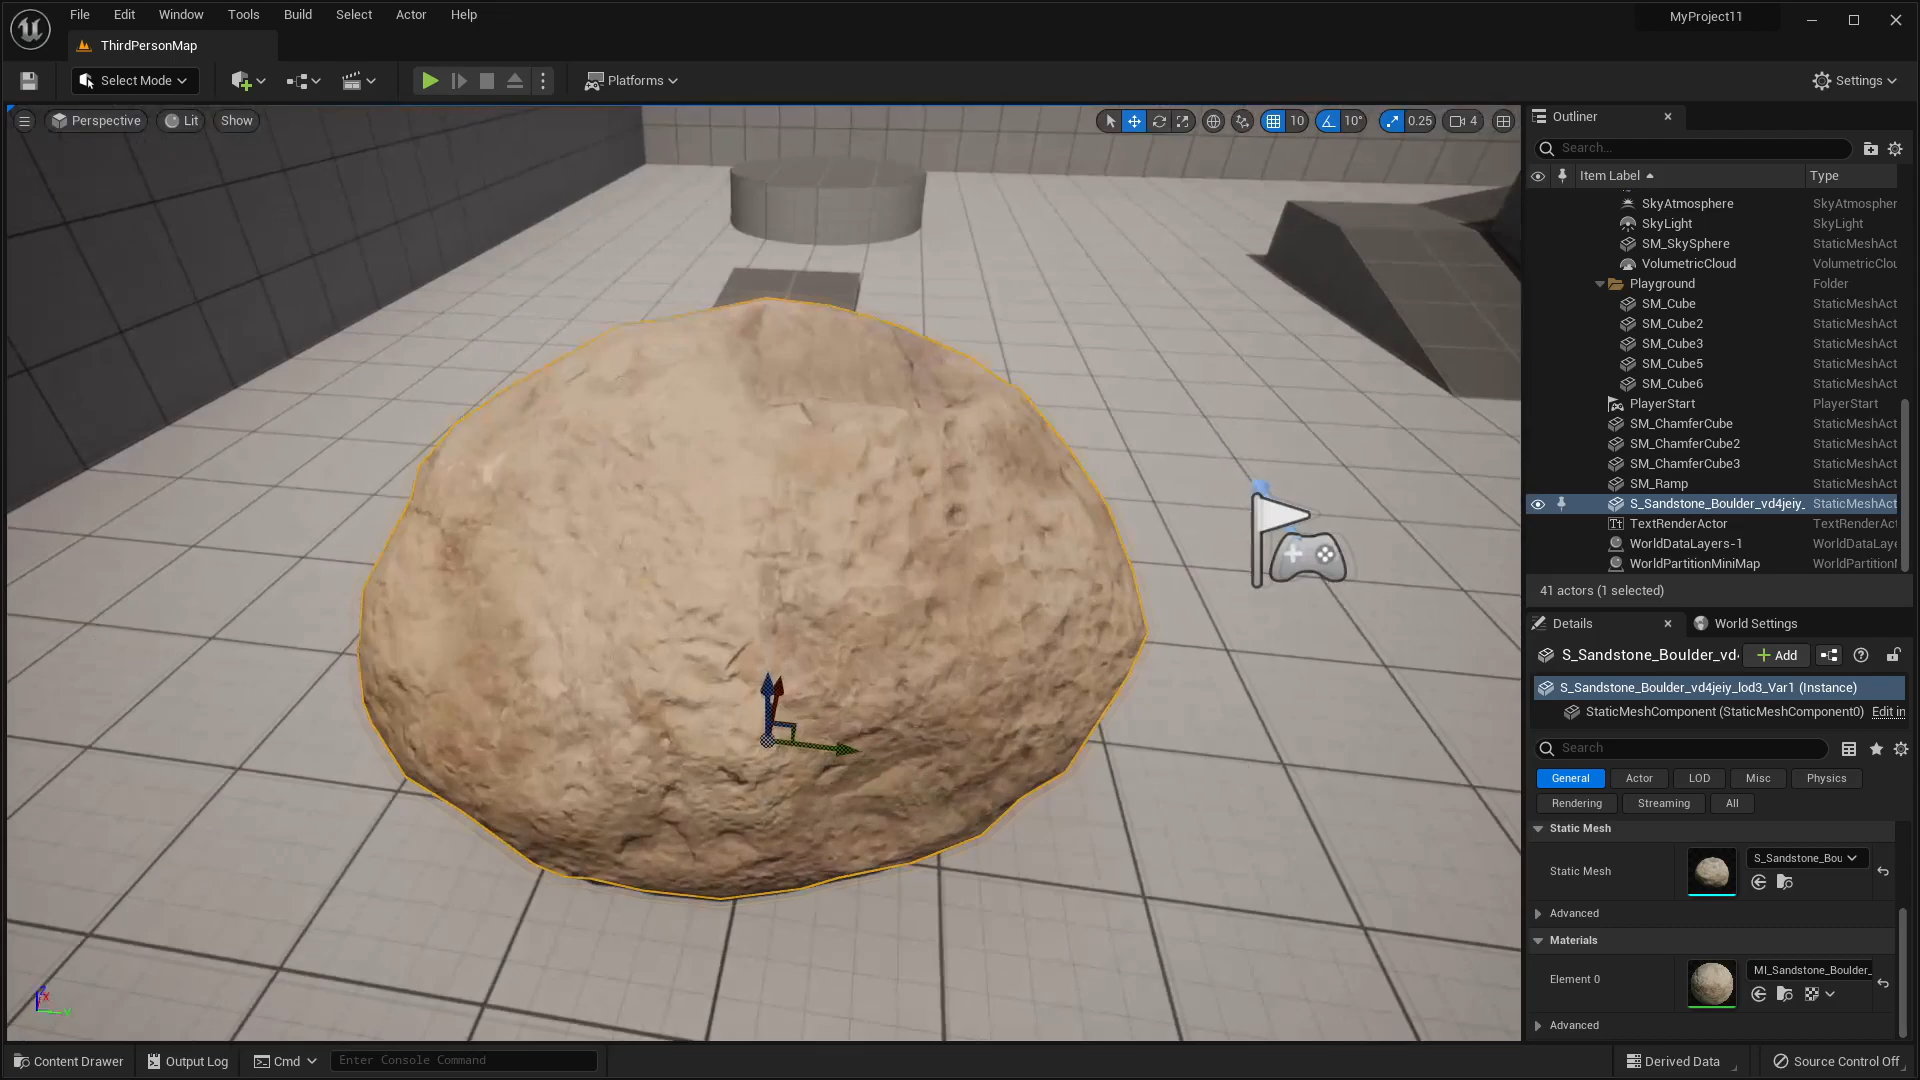 File Edit Window Tools Build Select Actor Help
MyProject11
ThirdPersonMap
Select Mode
Platforms
Settings
Perspective
Lit
Show
10
10°
0.25
4
Outliner
Search...
Item Label
Type
SkyAtmosphere SkyAtmospher
SkyLight SkyLight
SM_SkySphere StaticMeshAct
VolumetricCloud VolumetricClou
Playground Folder
SM_Cube StaticMeshAct
SM_Cube2 StaticMeshAct
SM_Cube3 StaticMeshAct
SM_Cube5 StaticMeshAct
SM_Cube6 StaticMeshAct
PlayerStart PlayerStart
SM_ChamferCube StaticMeshAct
SM_ChamferCube2 StaticMeshAct
SM_ChamferCube3 StaticMeshAct
SM_Ramp StaticMeshAct
S_Sandstone_Boulder_vd4jeiy_ StaticMeshAct
TextRenderActor TextRenderAct
WorldDataLayers-1 WorldDataLaye
WorldPartitionMiniMap WorldPartition
41 actors (1 selected)
Details
World Settings
S_Sandstone_Boulder_vd4
Add
S_Sandstone_Boulder_vd4jeiy_lod3_Var1 (Instance)
StaticMeshComponent (StaticMeshComponent0) Edit in
Search
General Actor LOD Misc Physics
Rendering Streaming All
Static Mesh
Static Mesh
S_Sandstone_Bou
Advanced
Materials
Element 0
MI_Sandstone_Boulder_
Advanced
Content Drawer
Output Log
Cmd
Enter Console Command
Derived Data
Source Control Off